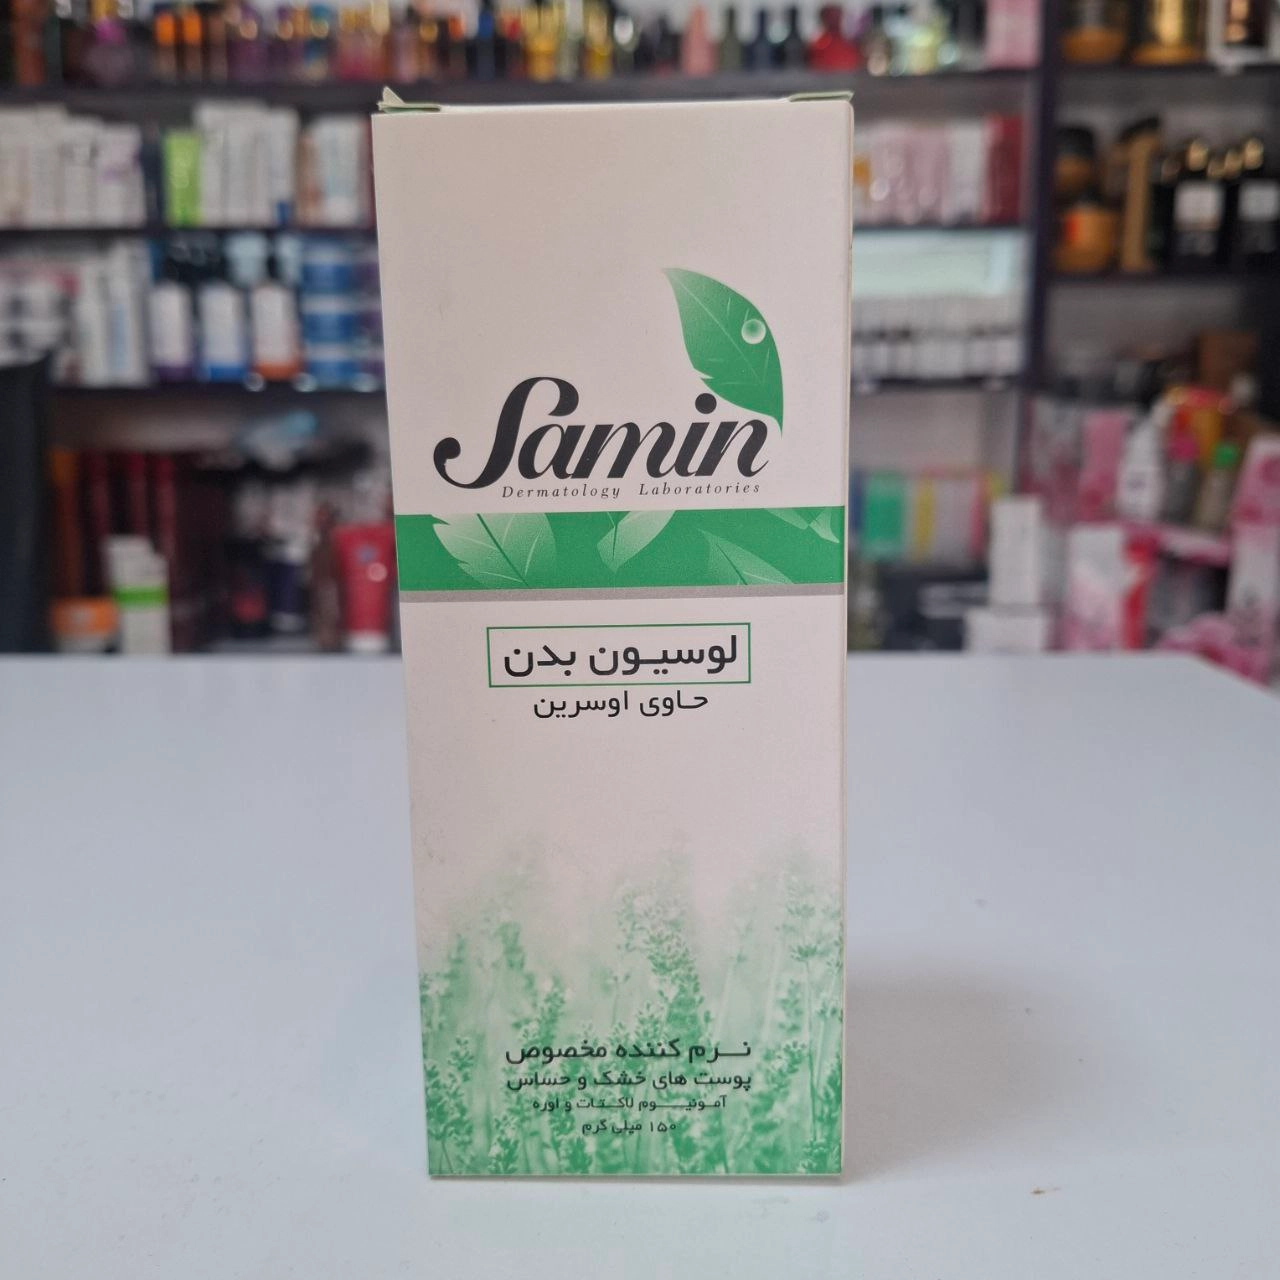 Samin
Dermatology Laboratories
لوسیون بدن
حاوی اوسرین
نرم کننده مخصوص
پوست های خشک و حساس
آمونیوم لاکتات و اوره
۱۵۰ میلی گرم